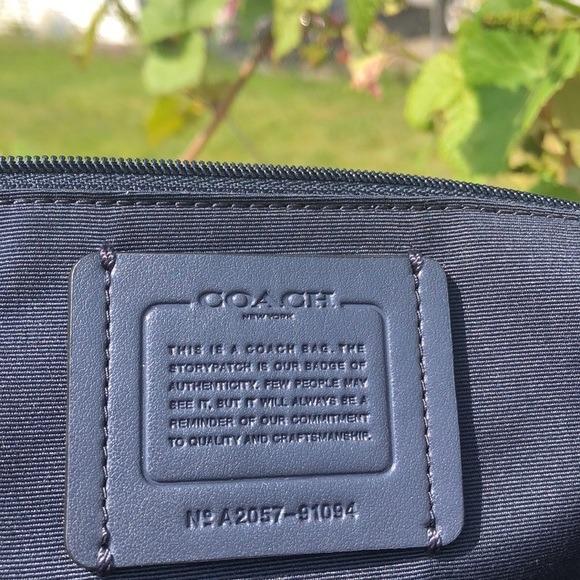 COACH
NEW YORK
THIS IS A COACH BAG. THE
STORYPATCH IS OUR BADGE OF
AUTHENTICITY. FEW PEOPLE MAY
SEE IT, BUT IT WILL ALWAYS BE A
REMINDER OF OUR COMMITMENT
TO QUALITY AND CRAFTSMANSHIP.
Nº A2057-91094